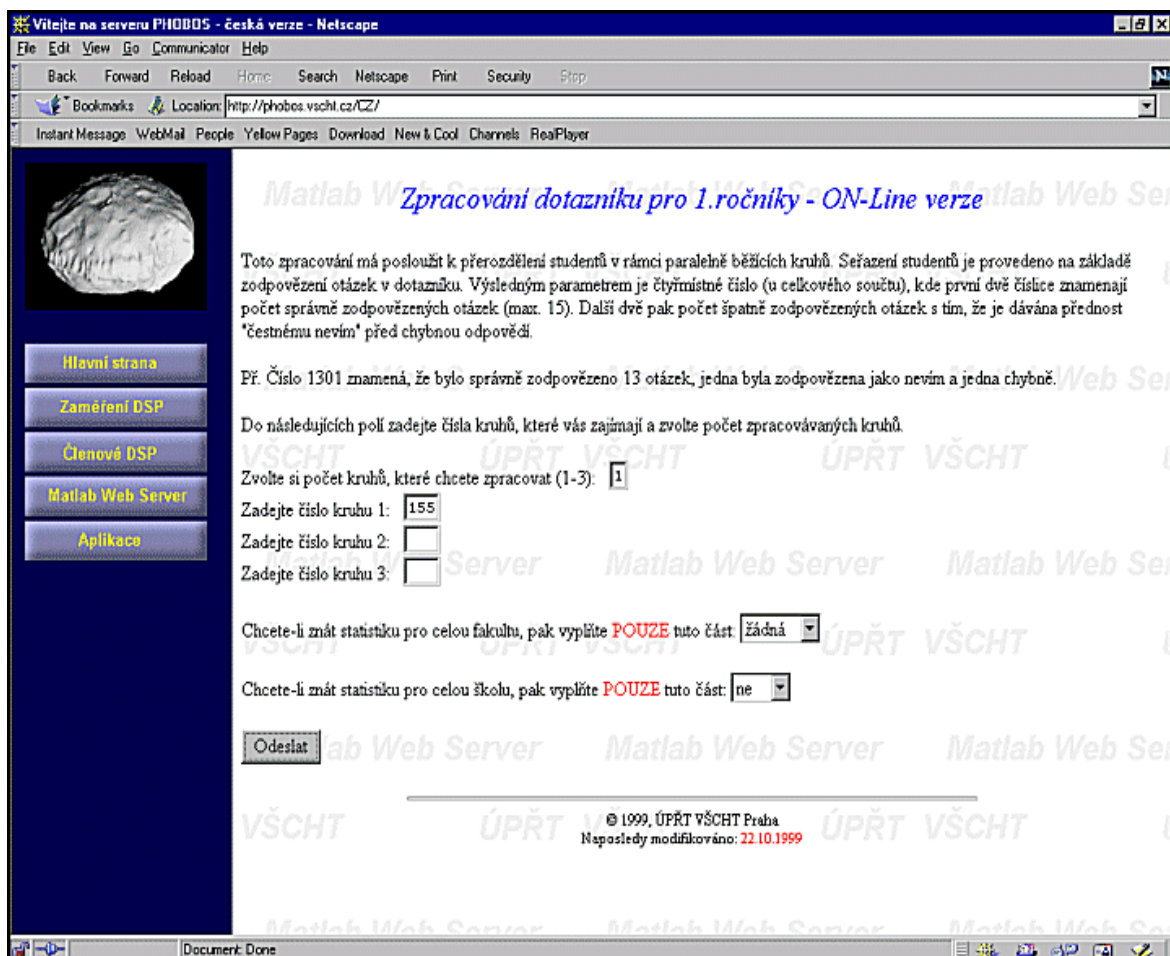 Vítejte na serveru PHOBOS - česká verze - Netscape
File Edit View Go Communicator Help
Back Forward Reload Home Search Netscape Print Security Stop
Bookmarks Location: http://phobos.vscht.cz/CZ/
Instant Message WebMail People Yellow Pages Download New & Cool Channels RealPlayer
Zpracování dotazníku pro 1.ročníky - ON-Line verze
Toto zpracování má posloužit k přerozdělení studentů v rámci paralelně běžících kruhů. Seřazení studentů je provedeno na základě
zodpovězení otázek v dotazníku. Výsledným parametrem je čtyřmístné číslo (u celkového součtu), kde první dvě číslice znamenají
počet správně zodpovězených otázek (max. 15). Další dvě pak počet špatně zodpovězených otázek s tím, že je dávána přednost
"čestnému nevím" před chybnou odpovědí.
Hlavní strana
Př. Číslo 1301 znamená, že bylo správně zodpovězeno 13 otázek, jedna byla zodpovězena jako nevím a jedna chybně.
Zaměření DSP
Do následujících polí zadejte čísla kruhů, které vás zajímají a zvolte počet zpracovávaných kruhů.
Členové DSP
Zvolte si počet kruhů, které chcete zpracovat (1-3): 1
Matlab Web Server
Zadejte číslo kruhu 1: 155
Aplikace
Zadejte číslo kruhu 2:
Zadejte číslo kruhu 3:
Chcete-li znát statistiku pro celou fakultu, pak vyplňte POUZE tuto část: žádná
Chcete-li znát statistiku pro celou školu, pak vyplňte POUZE tuto část: ne
Odeslat
© 1999, ÚPŘT VŠCHT Praha
Naposledy modifikováno: 22.10.1999
Matlab Web Server
VŠCHT ÚPŘT VŠCHT ÚPŘT VŠCHT
Document: Done